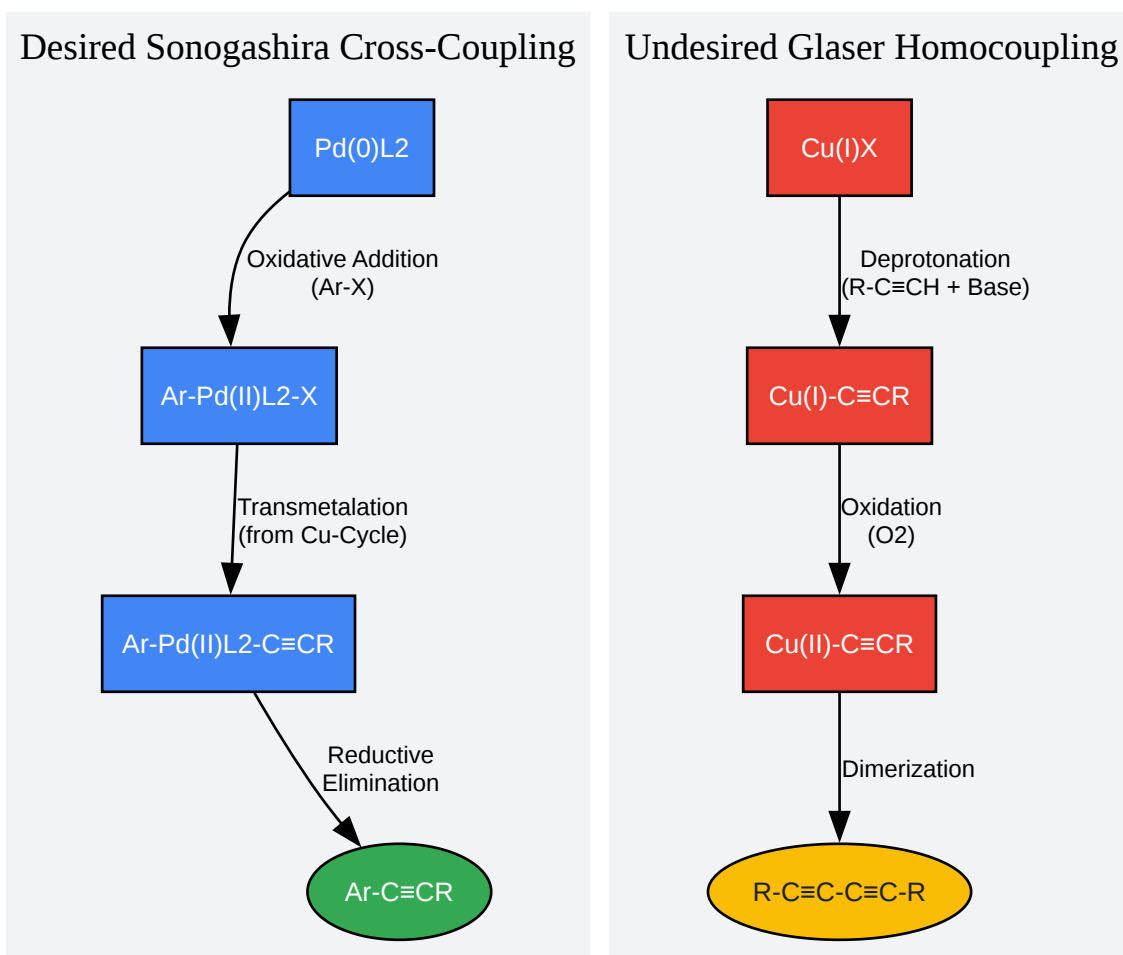 Desired Sonogashira Cross-Coupling
Pd(0)L2
Oxidative Addition
(Ar-X)
Ar-Pd(II)L2-X
Transmetalation
(from Cu-Cycle)
Ar-Pd(II)L2-C≡CR
Reductive
Elimination
Ar-C≡CR
Undesired Glaser Homocoupling
Cu(I)X
Deprotonation
(R-C≡CH + Base)
Cu(I)-C≡CR
Oxidation
(O2)
Cu(II)-C≡CR
Dimerization
R-C≡C-C≡C-R